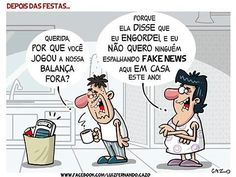 DEPOIS DAS FESTAS...
QUERIDA,
POR QUE VOCÊ
JOGOU A NOSSA
BALANÇA
FORA?
PORQUE
ELA DISSE QUE
EU ENGORDEI, E EU
NÃO QUERO NINGUÉM
ESPALHANDO FAKE NEWS
AQUI EM CASA
ESTE ANO!
CAZO
WWW.FACEBOOK.COM/LUIZFERNANDO.CAZO